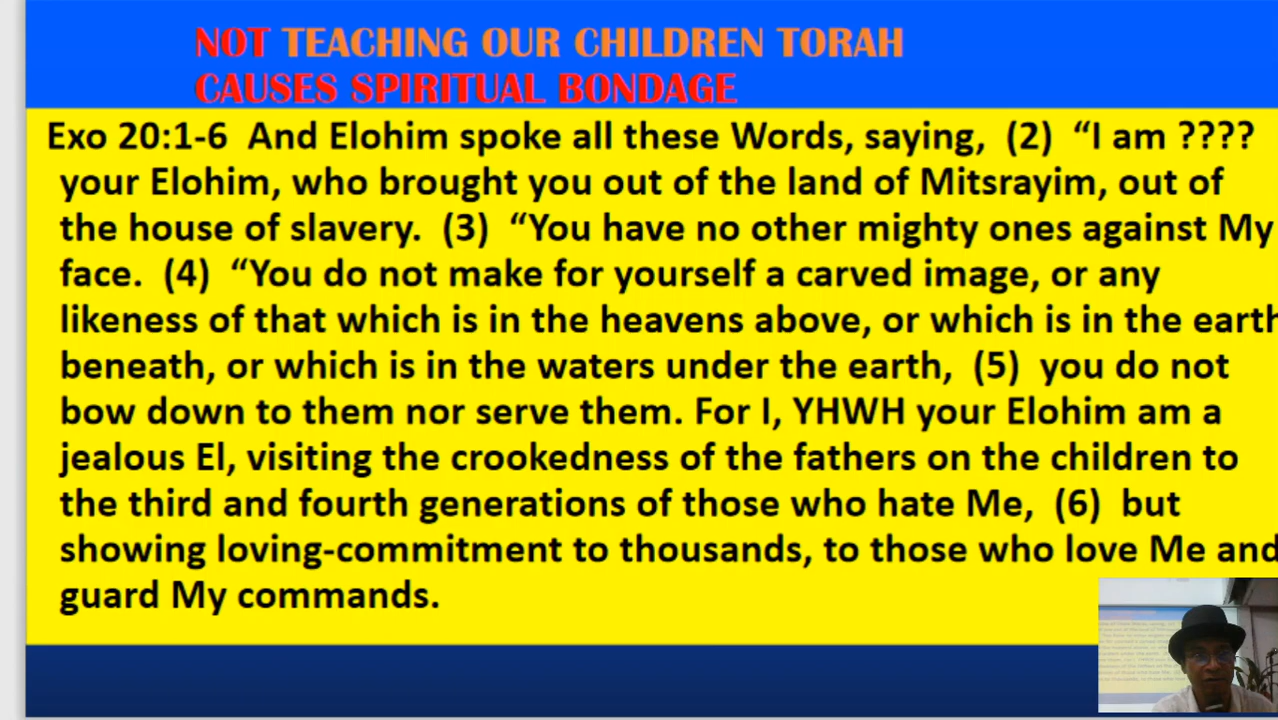 NOT TEACHING OUR CHILDREN TORAH
CAUSES SPIRITUAL BONDAGE
Exo 20:1-6 And Elohim spoke all these Words, saying, (2) “I am ????
your Elohim, who brought you out of the land of Mitsrayim, out of
the house of slavery. (3) “You have no other mighty ones against My
face. (4) “You do not make for yourself a carved image, or any
likeness of that which is in the heavens above, or which is in the earth
beneath, or which is in the waters under the earth, (5) you do not
bow down to them nor serve them. For I, YHWH your Elohim am a
jealous El, visiting the crookedness of the fathers on the children to
the third and fourth generations of those who hate Me, (6) but
showing loving-commitment to thousands, to those who love Me and
guard My commands.